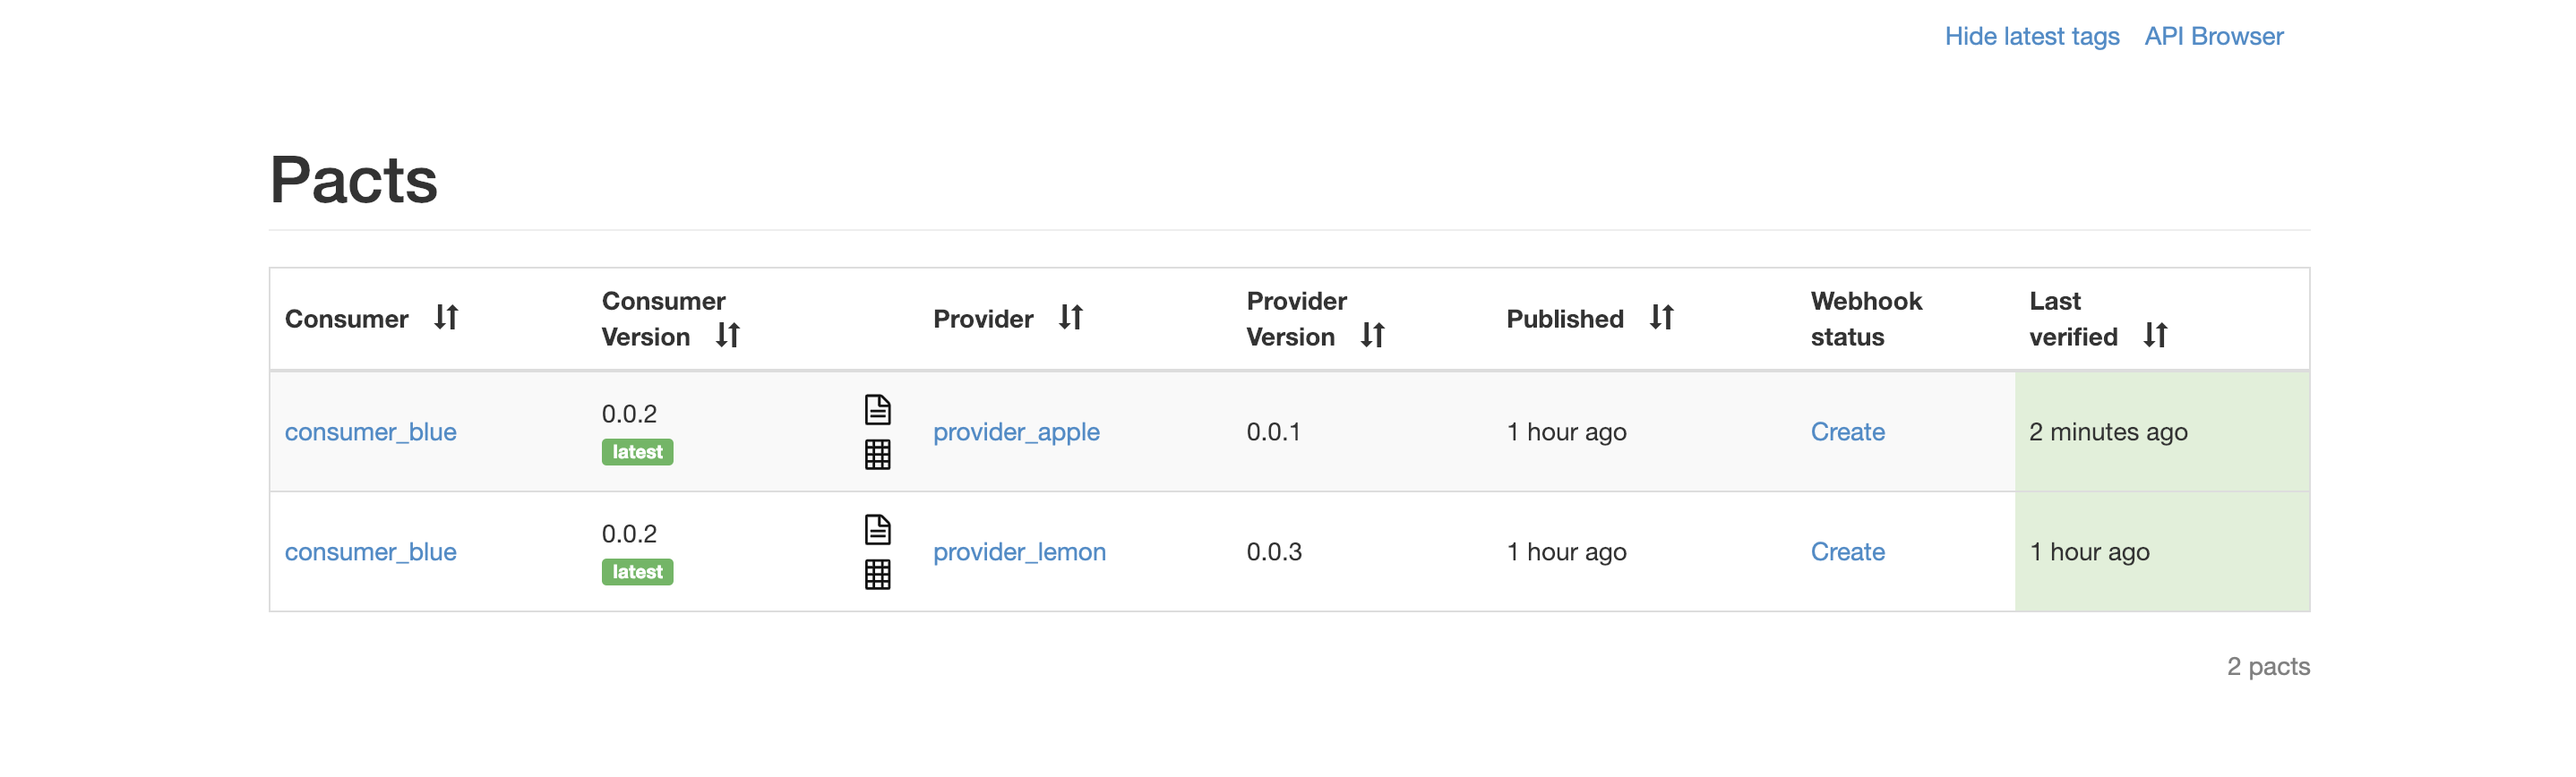 Hide latest tags API Browser
Pacts
Consumer Consumer Version Provider Provider Version Published Webhook status Last verified
consumer_blue 0.0.2 latest provider_apple 0.0.1 1 hour ago Create 2 minutes ago
consumer_blue 0.0.2 latest provider_lemon 0.0.3 1 hour ago Create 1 hour ago
2 pacts